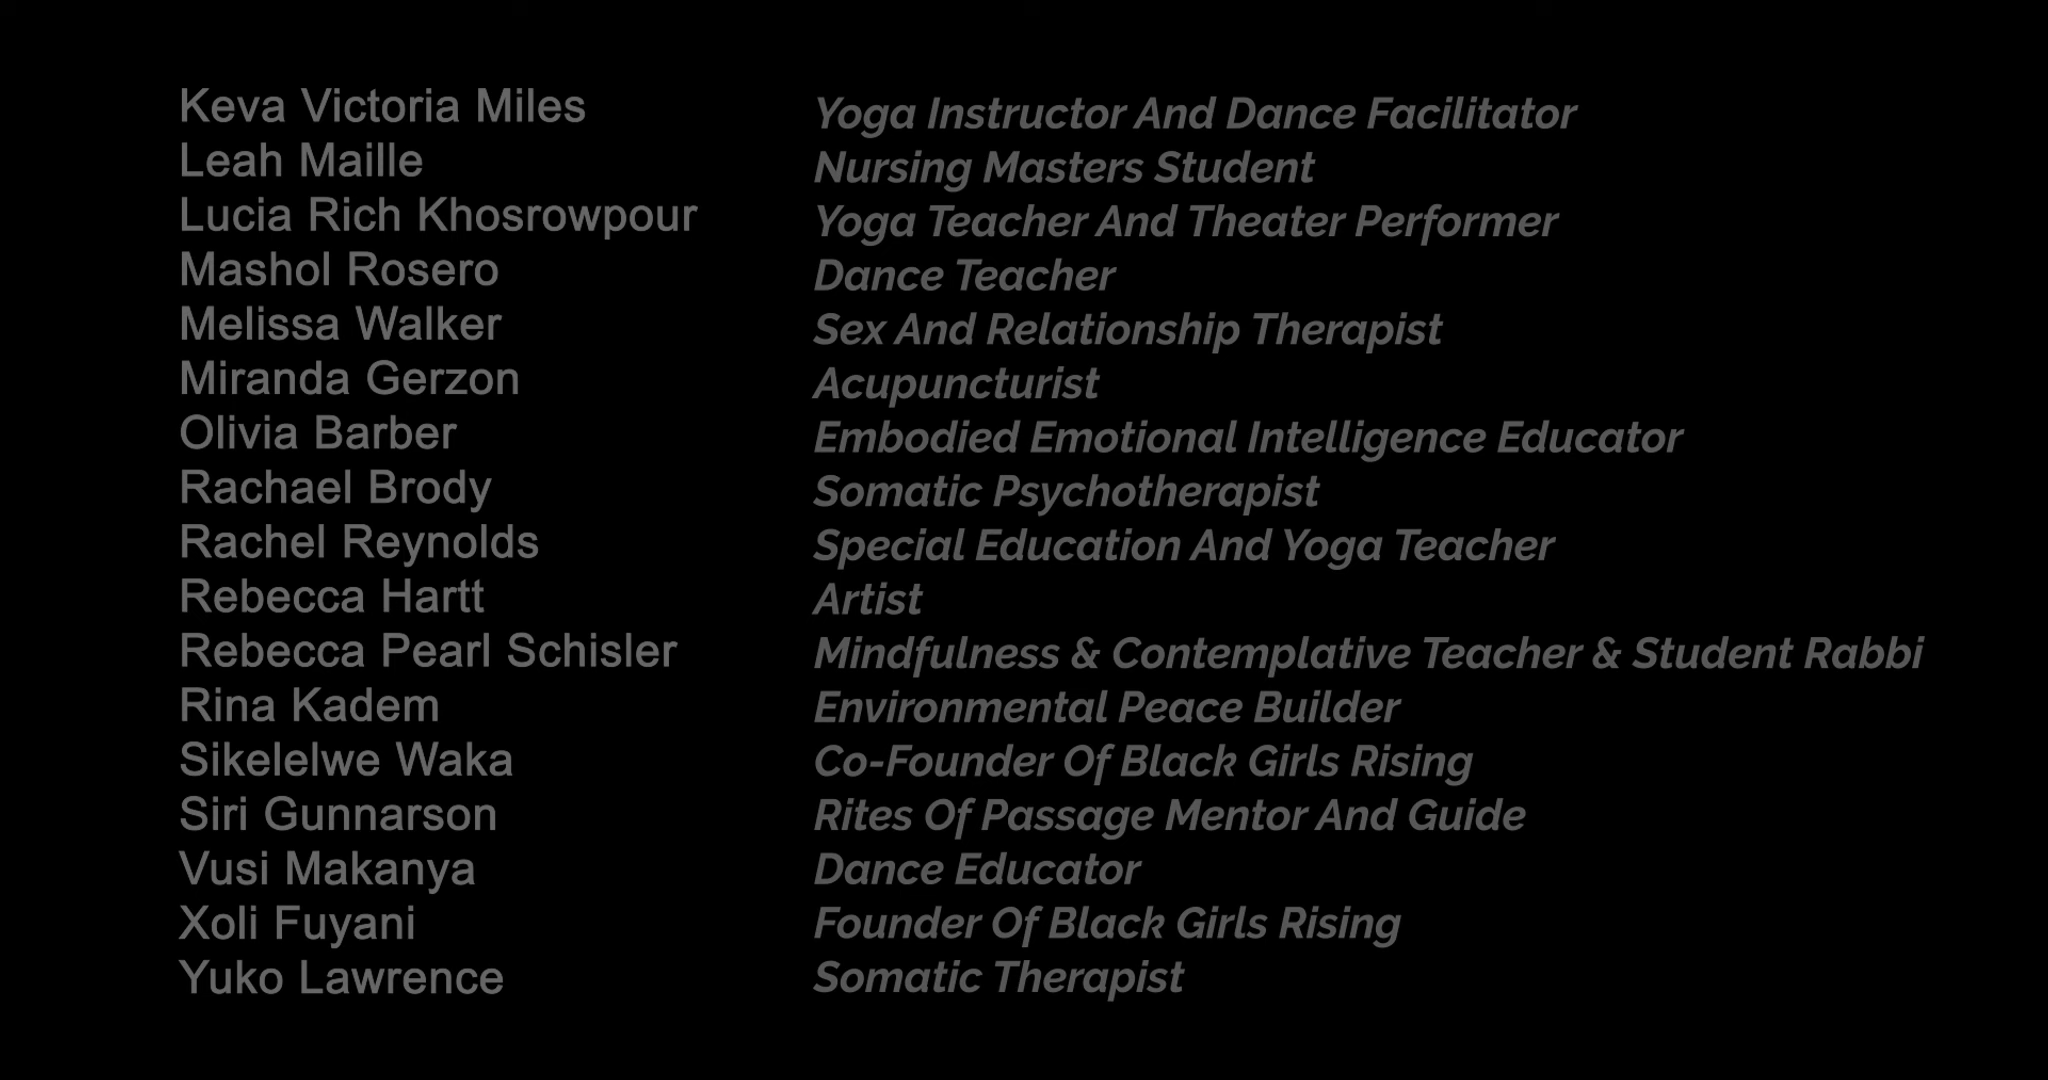 Keva Victoria Miles Yoga Instructor And Dance Facilitator
Leah Maille Nursing Masters Student
Lucia Rich Khosrowpour Yoga Teacher And Theater Performer
Mashol Rosero Dance Teacher
Melissa Walker Sex And Relationship Therapist
Miranda Gerzon Acupuncturist
Olivia Barber Embodied Emotional Intelligence Educator
Rachael Brody Somatic Psychotherapist
Rachel Reynolds Special Education And Yoga Teacher
Rebecca Hartt Artist
Rebecca Pearl Schisler Mindfulness & Contemplative Teacher & Student Rabbi
Rina Kadem Environmental Peace Builder
Sikelelwe Waka Co-Founder Of Black Girls Rising
Siri Gunnarson Rites Of Passage Mentor And Guide
Vusi Makanya Dance Educator
Xoli Fuyani Founder Of Black Girls Rising
Yuko Lawrence Somatic Therapist